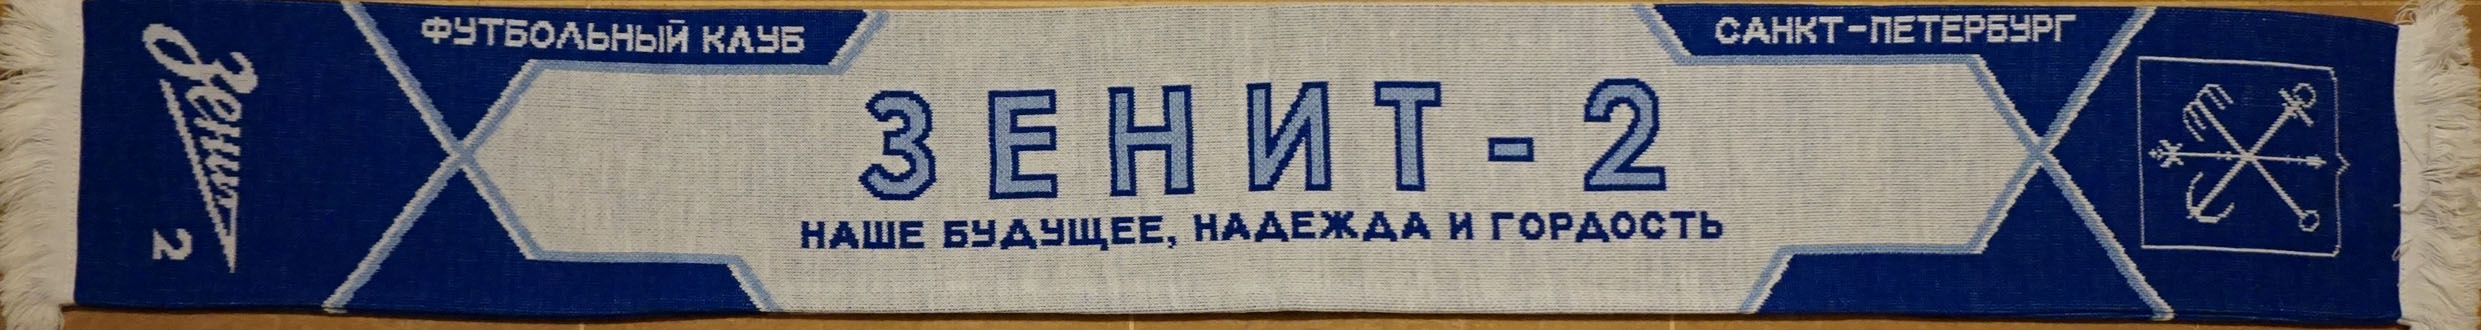 Зенит
2
ФУТБОЛЬНЫЙ КЛУБ
САНКТ-ПЕТЕРБУРГ
ЗЕНИТ-2
НАШЕ БУДУЩЕЕ, НАДЕЖДА И ГОРДОСТЬ